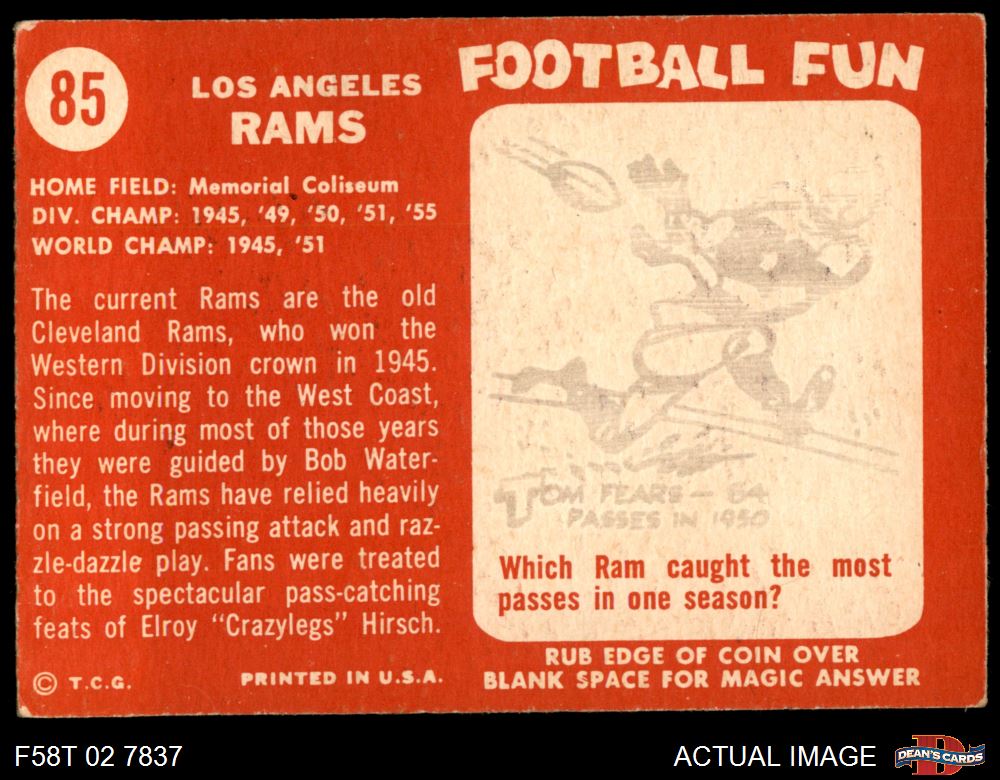 85
LOS ANGELES
RAMS
HOME FIELD: Memorial Coliseum
DIV. CHAMP: 1945, '49, '50, '51, '55
WORLD CHAMP: 1945, '51
The current Rams are the old
Cleveland Rams, who won the
Western Division crown in 1945.
Since moving to the West Coast,
where during most of those years
they were guided by Bob Water-
field, the Rams have relied heavily
on a strong passing attack and raz-
zle-dazzle play. Fans were treated
to the spectacular pass-catching
feats of Elroy "Crazylegs" Hirsch.
© T.C.G.
PRINTED IN U.S.A.
FOOTBALL FUN
TOM FEARS – 84
PASSES IN 1950
Which Ram caught the most
passes in one season?
RUB EDGE OF COIN OVER
BLANK SPACE FOR MAGIC ANSWER
F58T 02 7837
ACTUAL IMAGE
DEAN'S CARDS